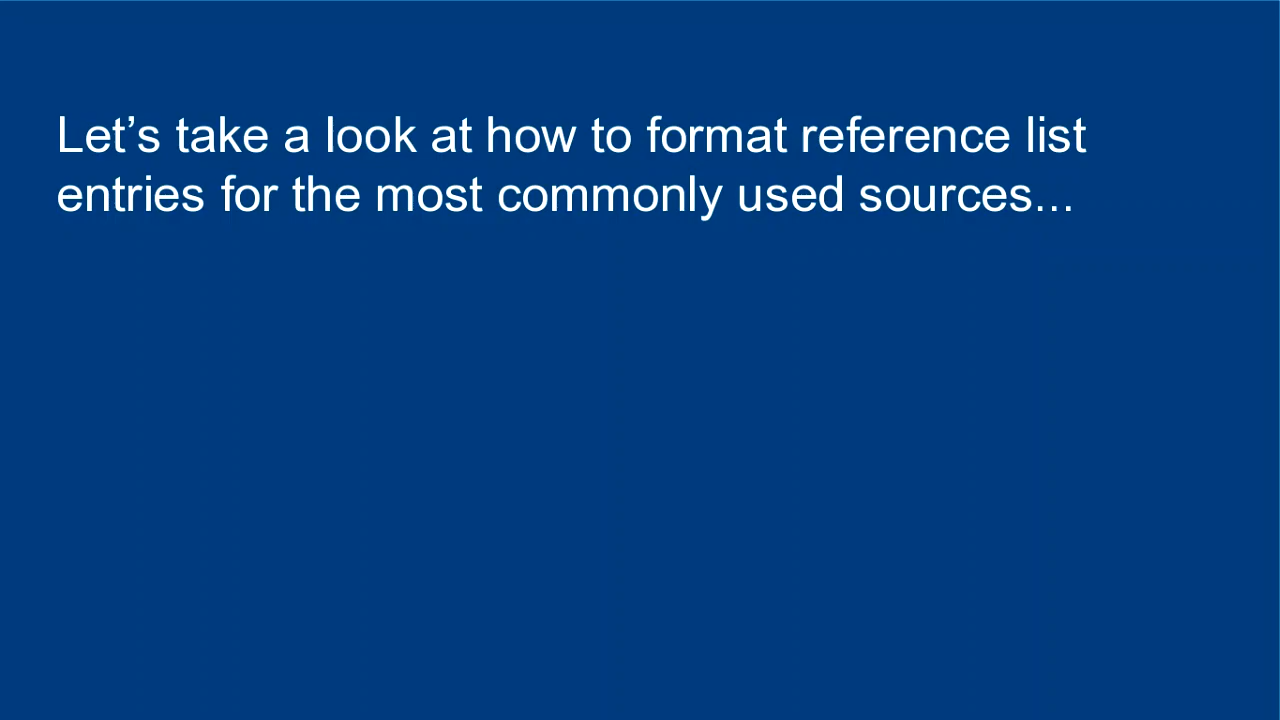 Let’s take a look at how to format reference list
entries for the most commonly used sources...